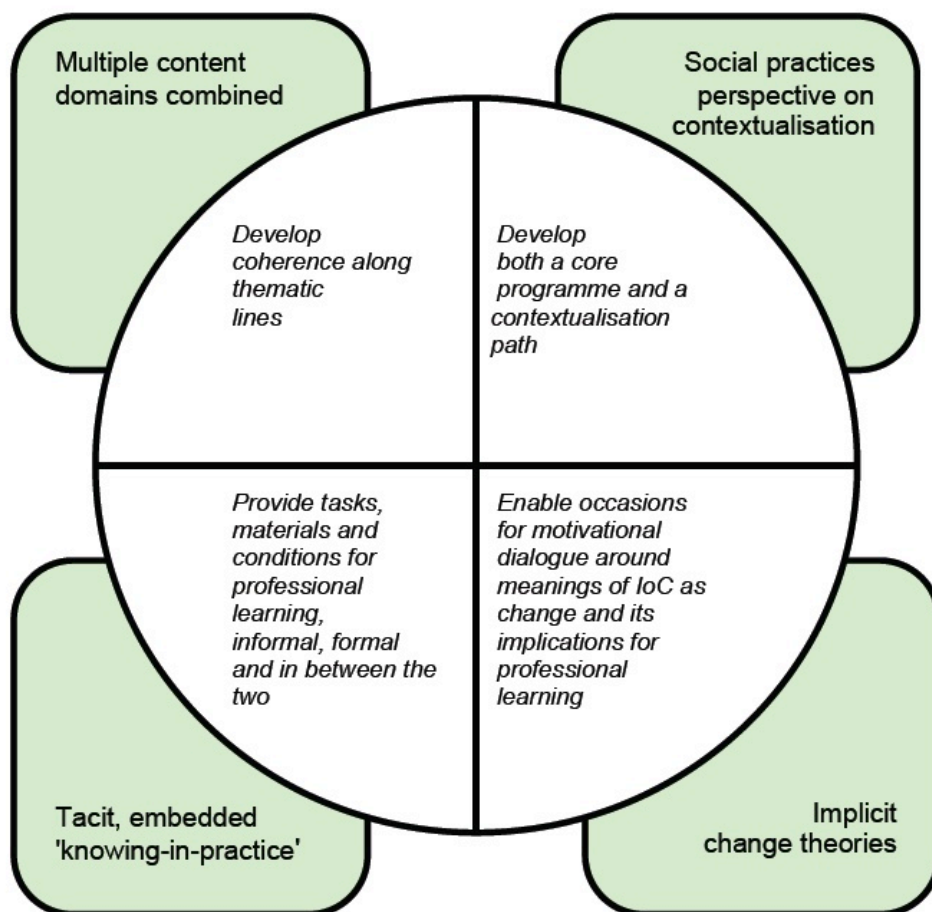 Multiple content
domains combined
Social practices
perspective on
contextualisation
Develop
coherence along
thematic
lines
Develop
both a core
programme and a
contextualisation
path
Provide tasks,
materials and
conditions for
professional
learning,
informal, formal
and in between the
two
Enable occasions
for motivational
dialogue around
meanings of IoC as
change and its
implications for
professional
learning
Tacit, embedded
'knowing-in-practice'
Implicit
change theories